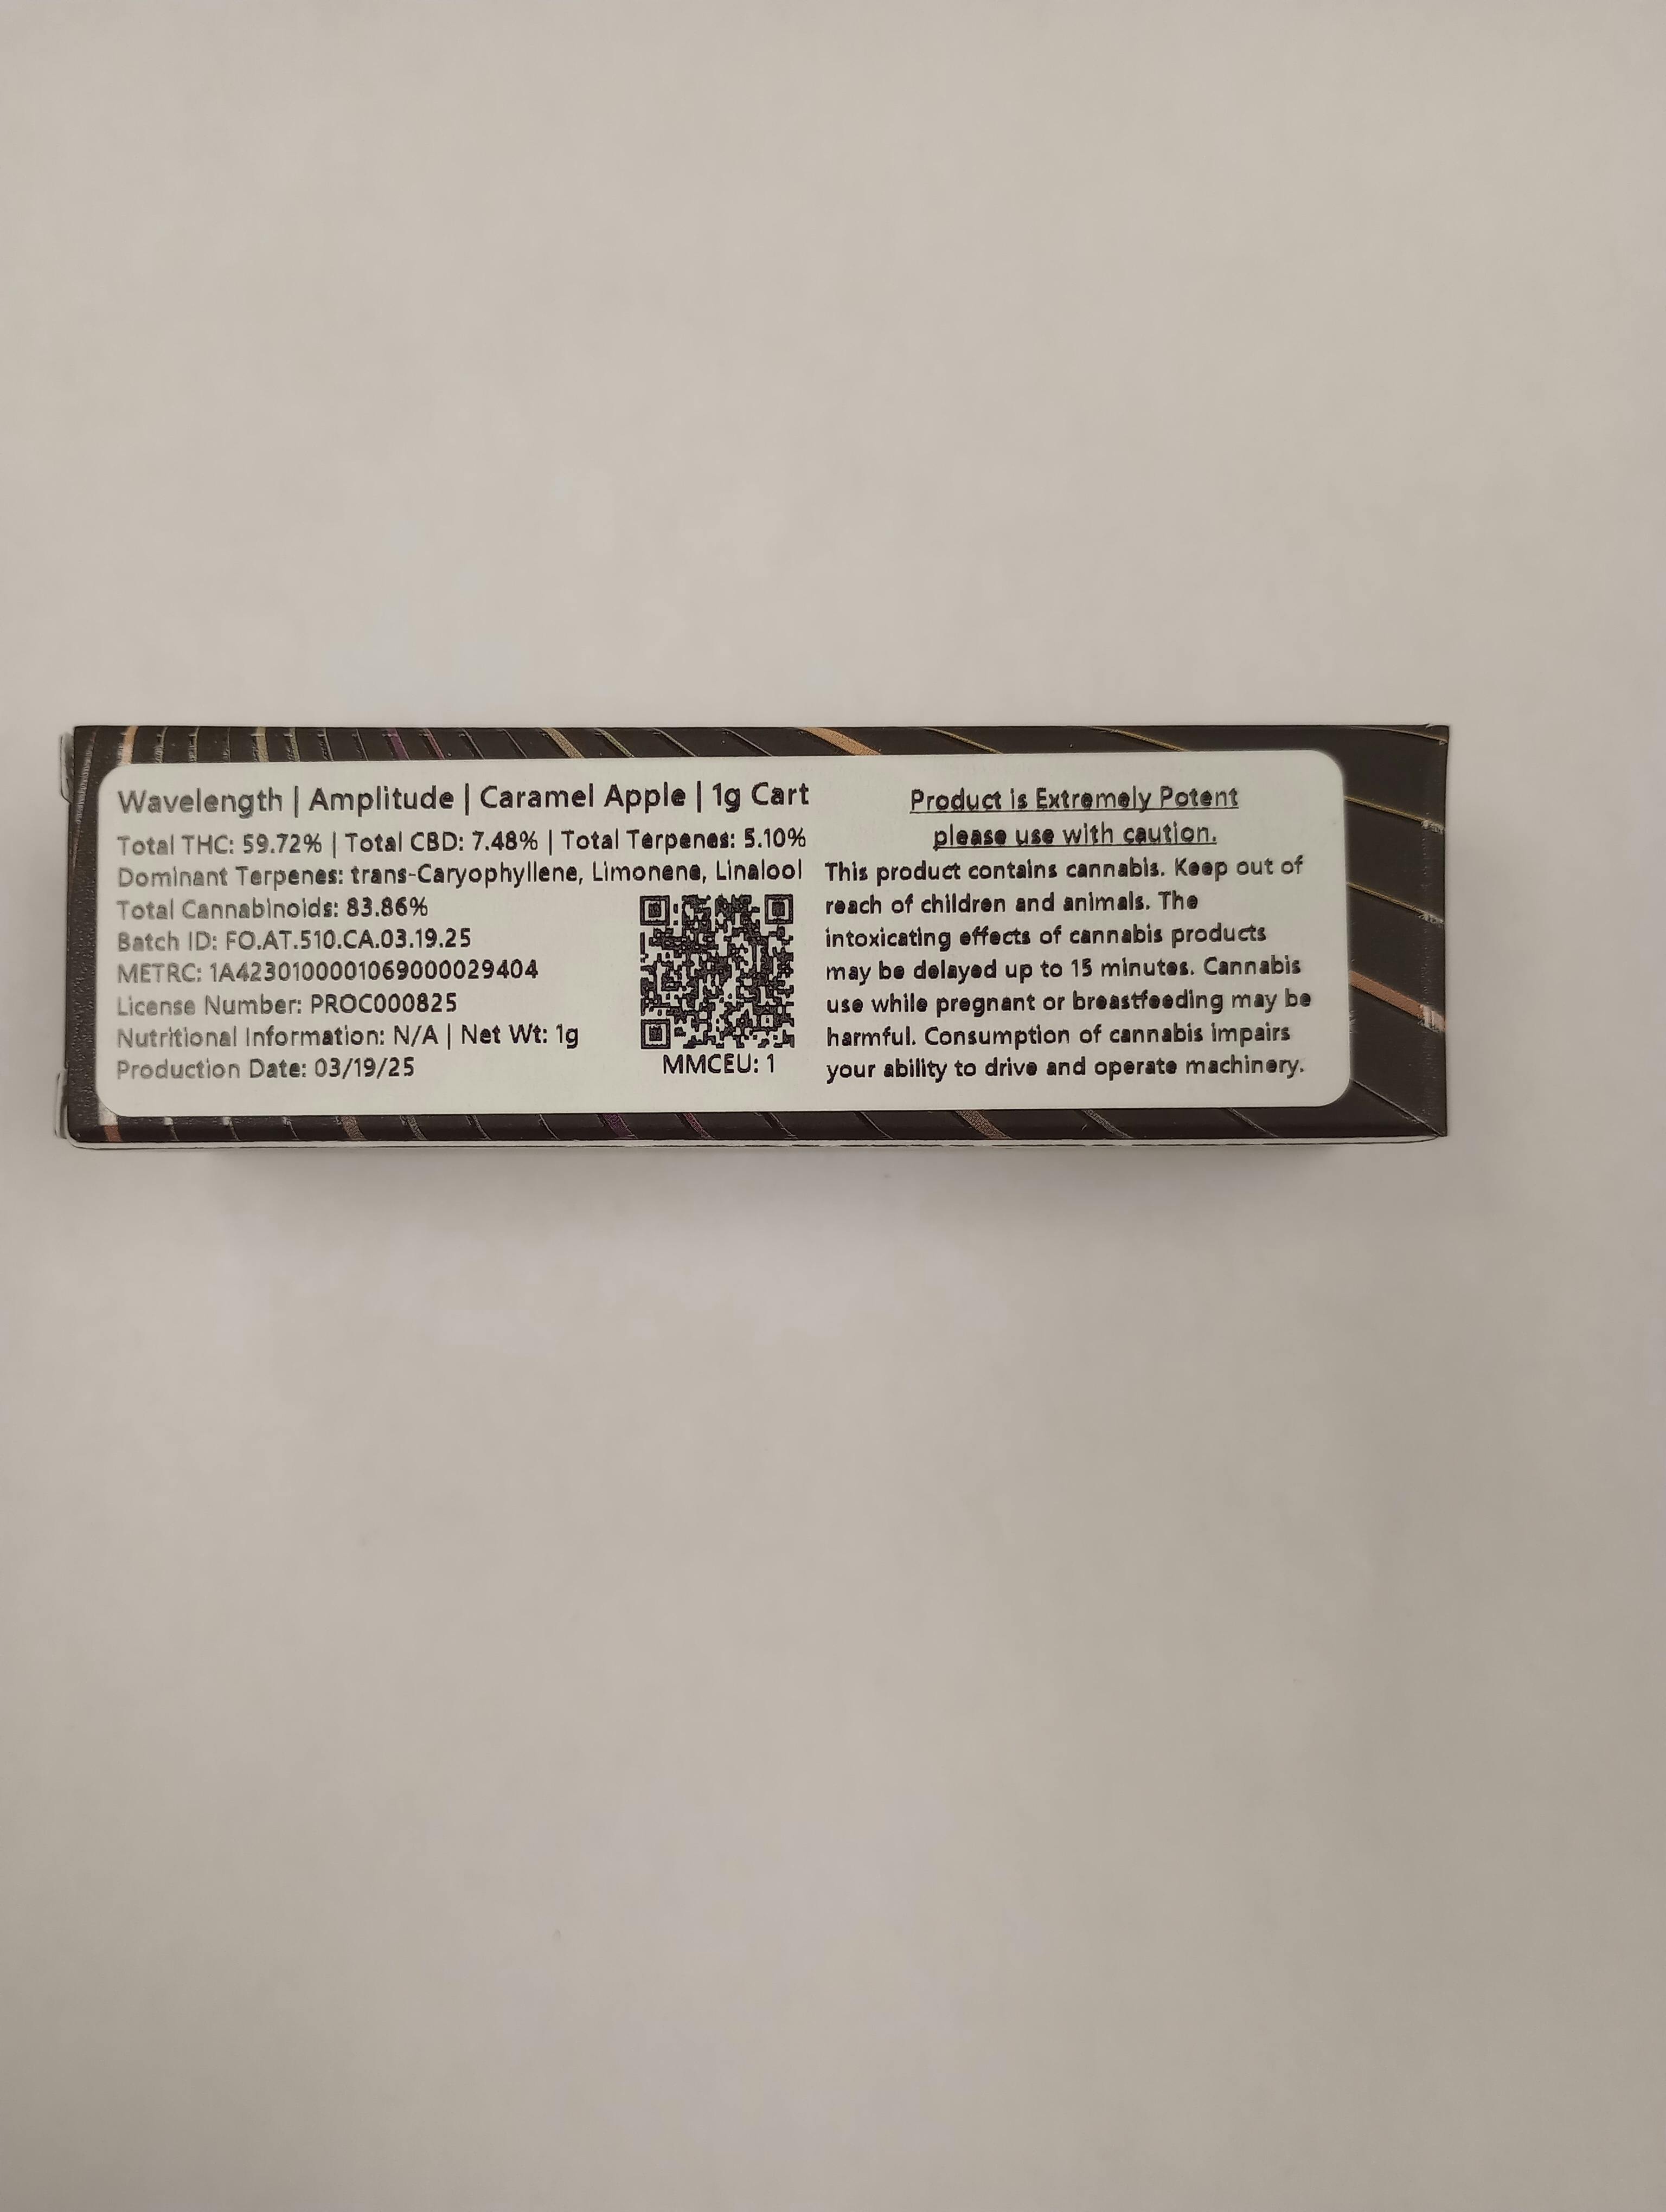 Wavelength | Amplitude | Caramel Apple | 1g Cart
Total THC: 59.72% | Total CBD: 7.48% | Total Terpenes: 5.10%
Dominant Terpenes: trans-Caryophyllene, Limonene, Linalool
Total Cannabinoids: 83.86%
Batch ID: FO.AT.510.CA.03.19.25
METRC: 1A4230100001069000029404
License Number: PROC000825
Nutritional Information: N/A | Net Wt: 1g
Production Date: 03/19/25
MMCEU: 1
Product is Extremely Potent
please use with caution.
This product contains cannabis. Keep out of
reach of children and animals. The
intoxicating effects of cannabis products
may be delayed up to 15 minutes. Cannabis
use while pregnant or breastfeeding may be
harmful. Consumption of cannabis impairs
your ability to drive and operate machinery.